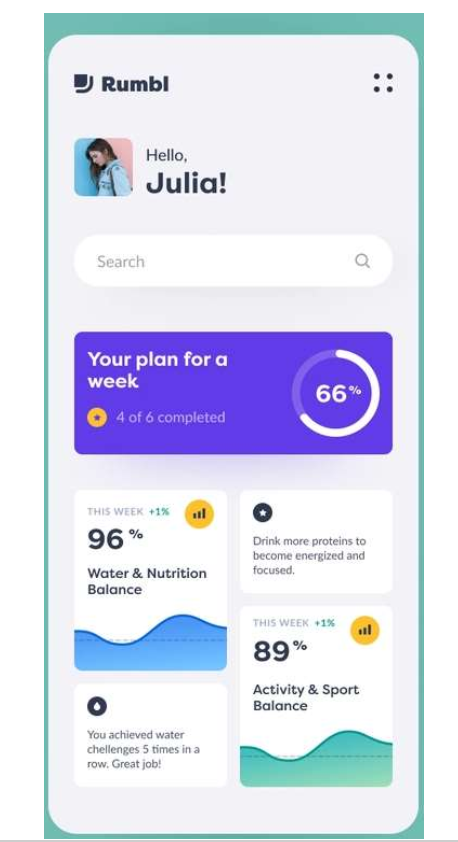 Rumbl
Hello,
Julia!
Search
Your plan for a
week
4 of 6 completed
66%
THIS WEEK +1%
96 %
Water & Nutrition
Balance
You achieved water
chellenges 5 times in a
row. Great job!
Drink more proteins to
become energized and
focused.
THIS WEEK +1%
89 %
Activity & Sport
Balance